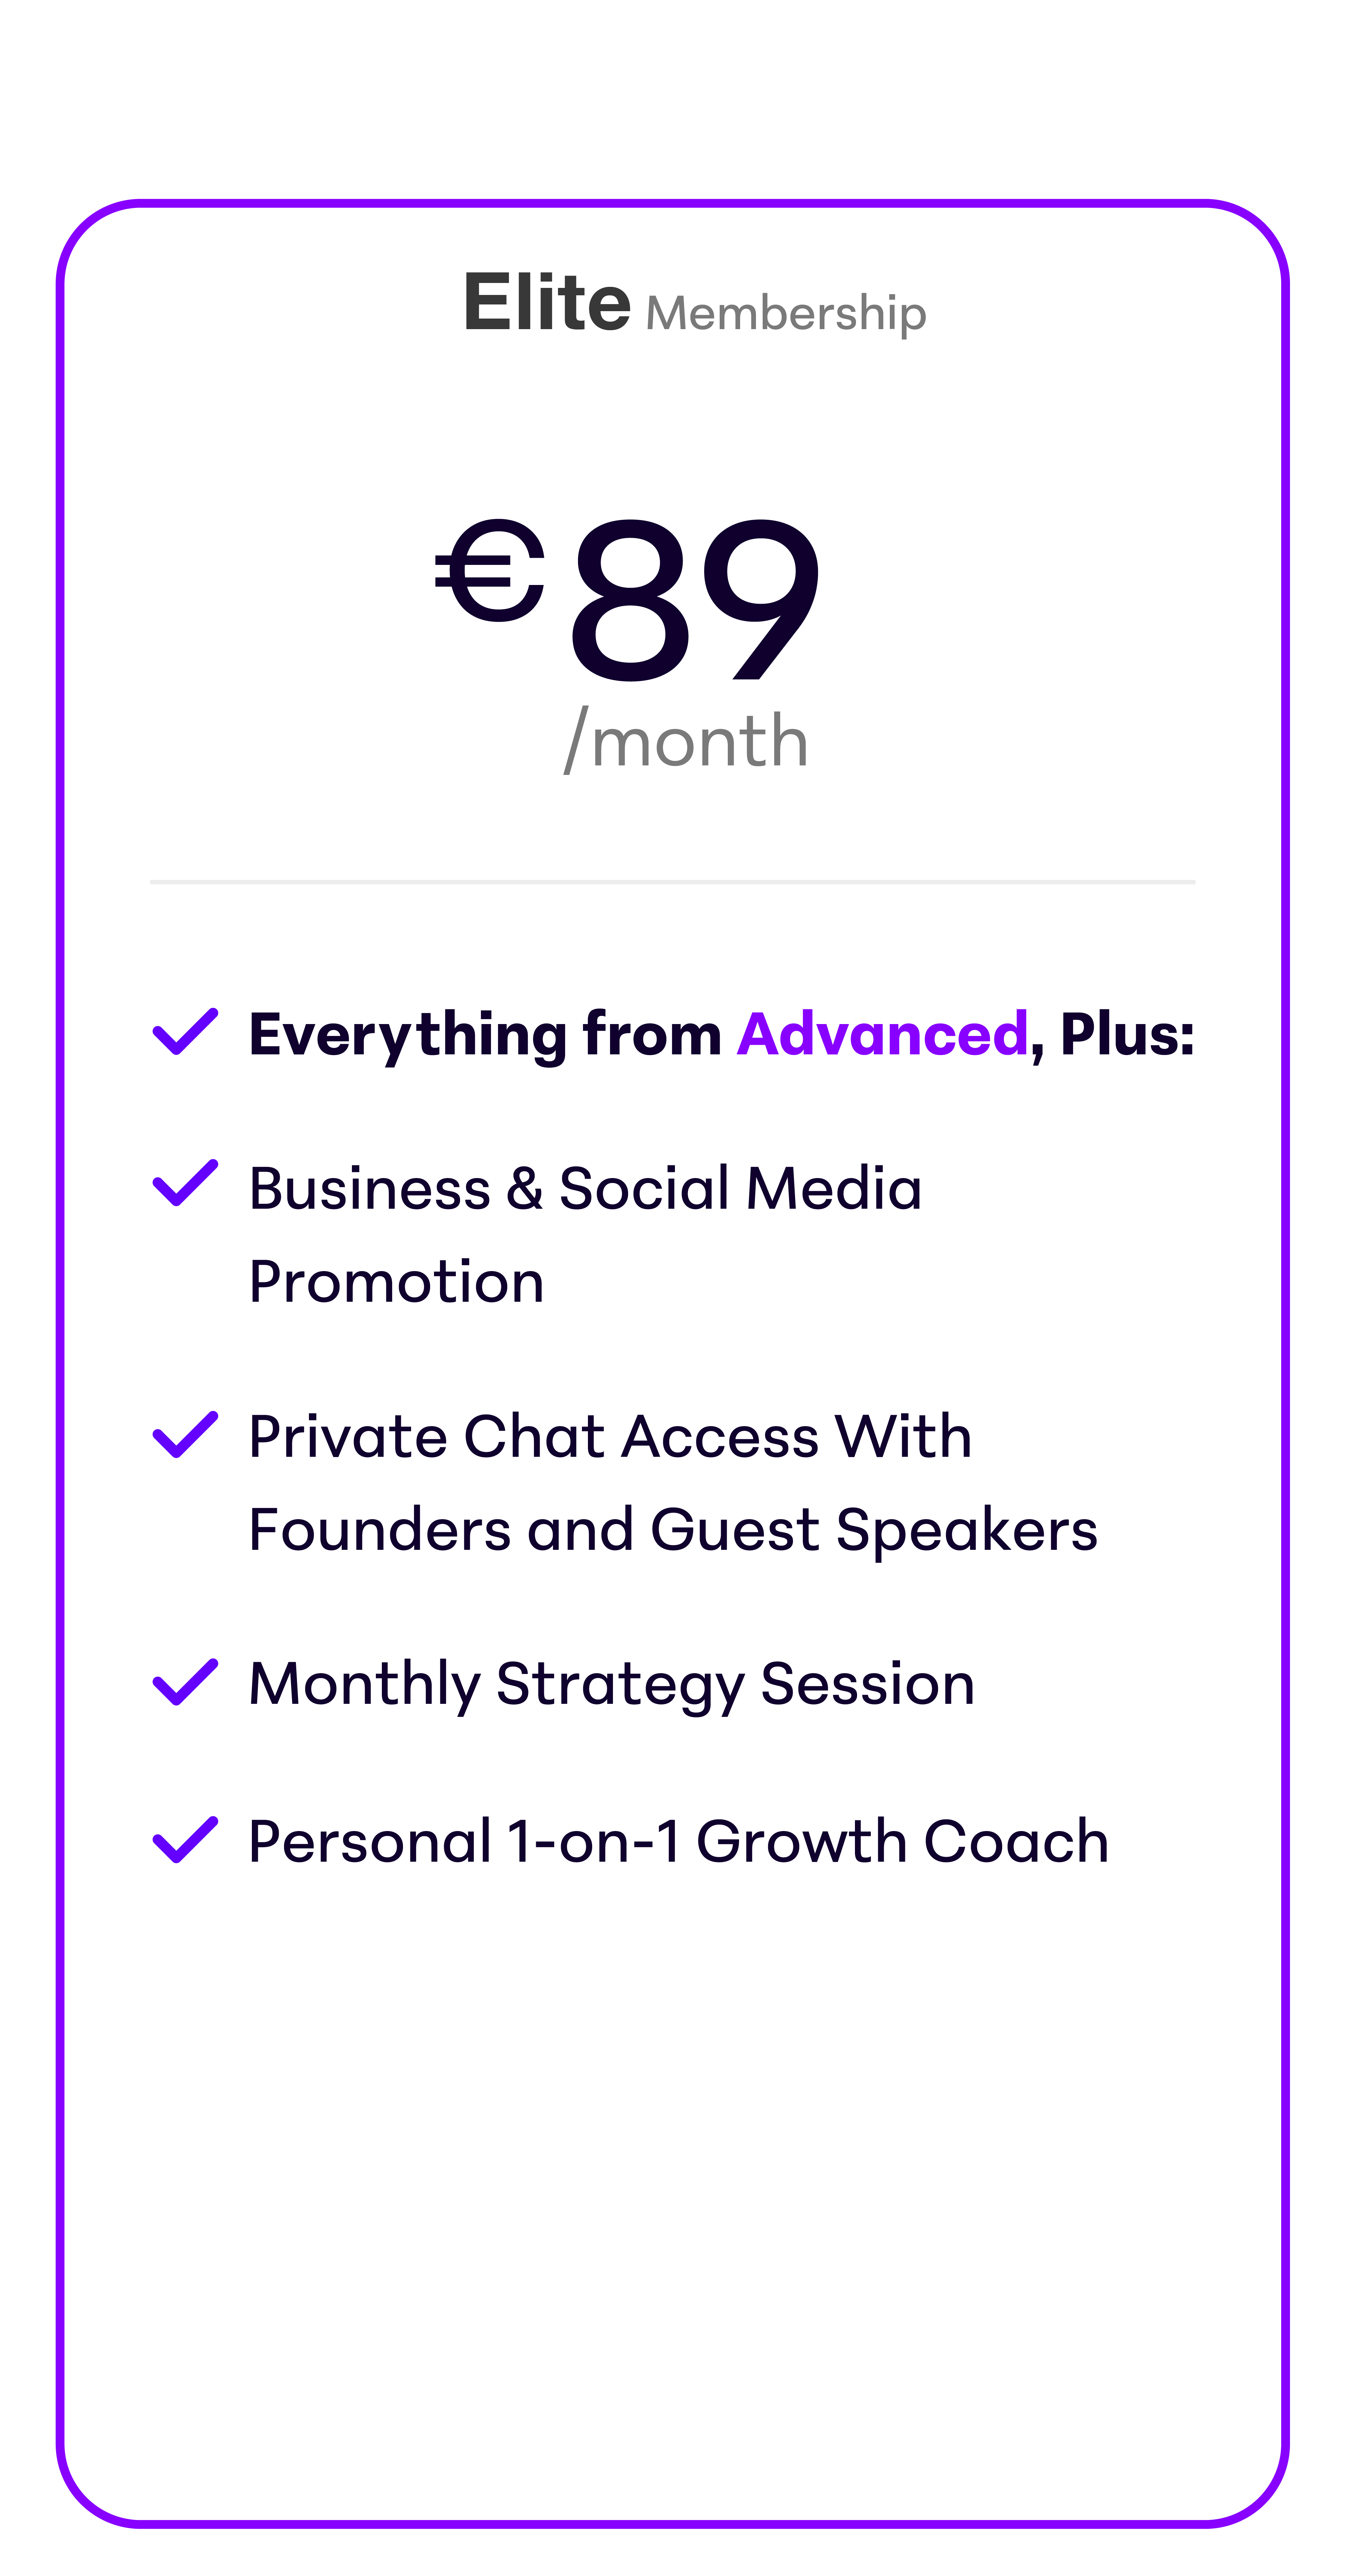 Elite Membership
€89
/month
Everything from Advanced, Plus:
Business & Social Media
Promotion
Private Chat Access With
Founders and Guest Speakers
Monthly Strategy Session
Personal 1-on-1 Growth Coach